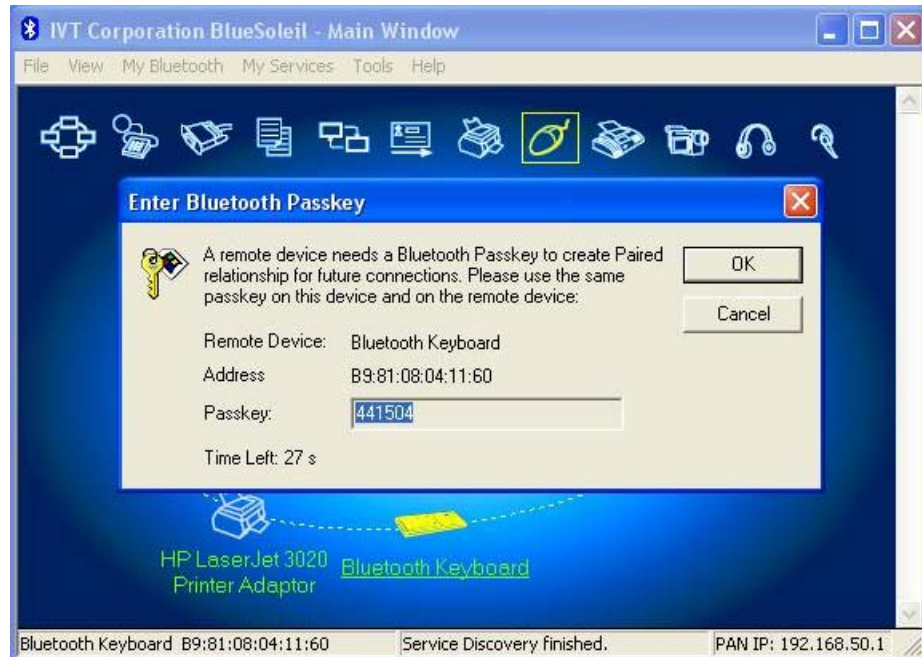 IVT Corporation BlueSoleil - Main Window
File View My Bluetooth My Services Tools Help
Enter Bluetooth Passkey
A remote device needs a Bluetooth Passkey to create Paired
relationship for future connections. Please use the same
passkey on this device and on the remote device:
OK
Cancel
Remote Device: Bluetooth Keyboard
Address B9:81:08:04:11:60
Passkey: 441504
Time Left: 27 s
HP LaserJet 3020
Printer Adaptor
Bluetooth Keyboard
Bluetooth Keyboard B9:81:08:04:11:60 Service Discovery finished. PAN IP: 192.168.50.1